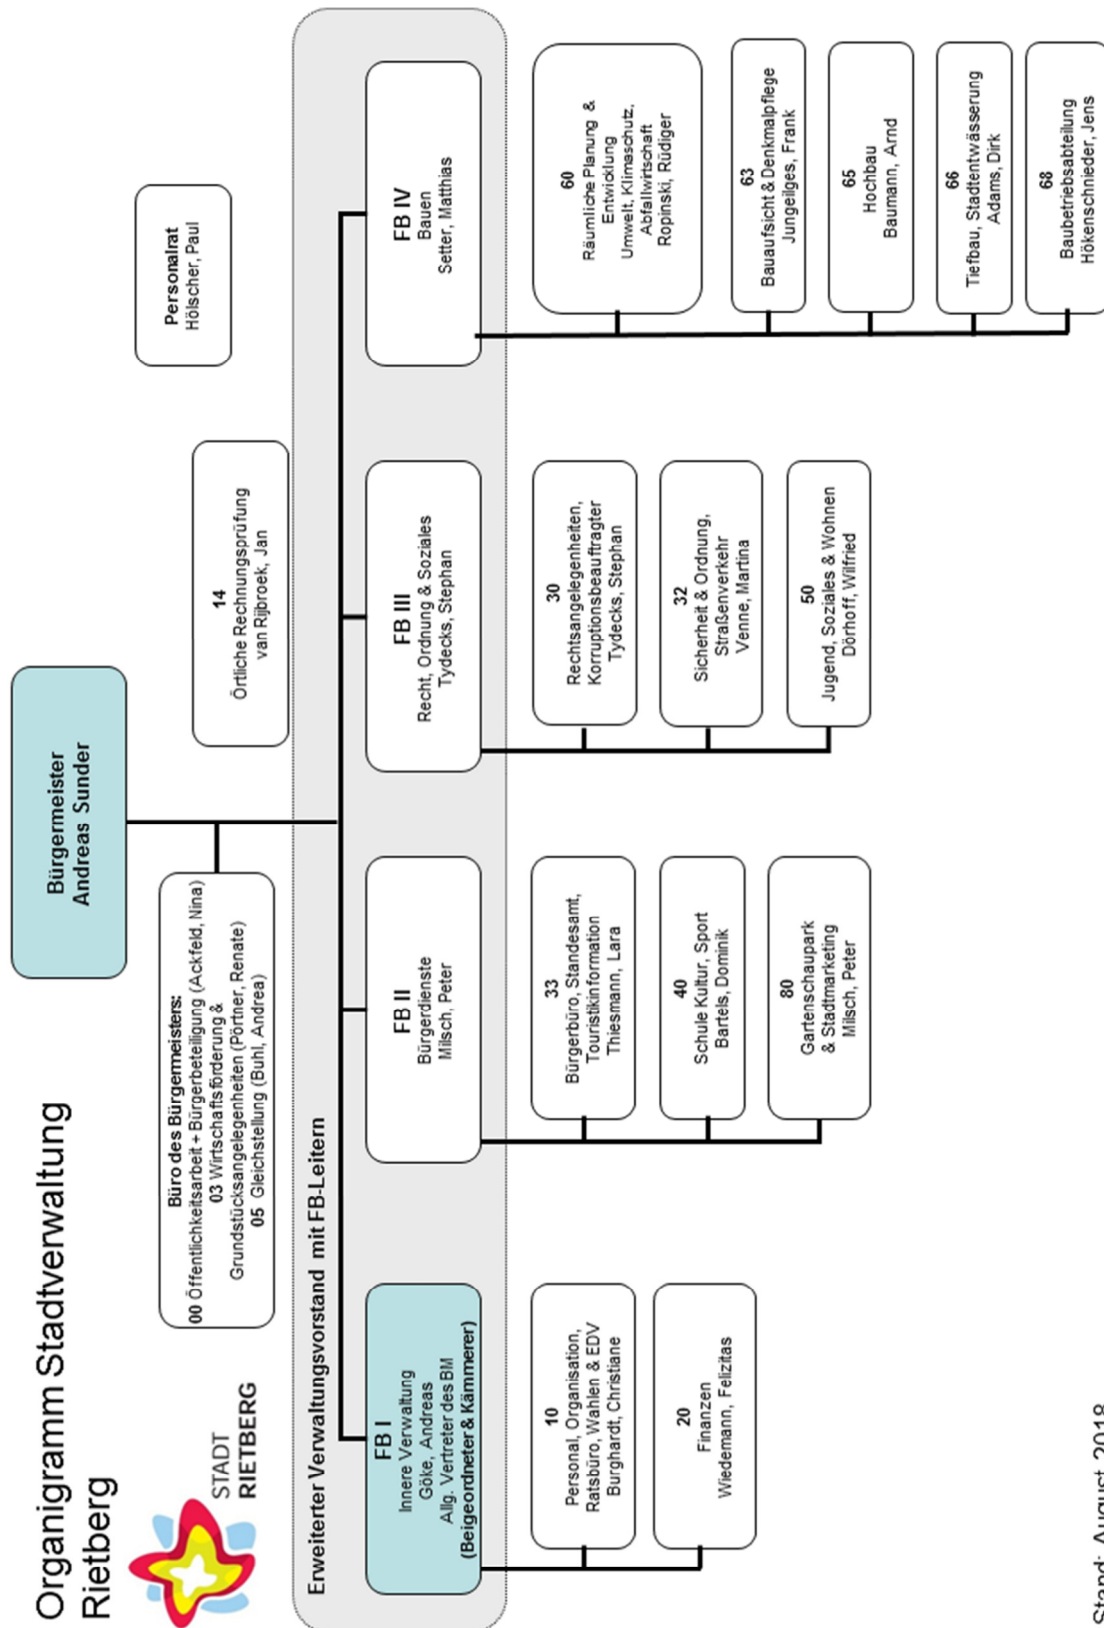 Organigramm Stadtverwaltung
Rietberg
STADT
RIETBERG
Bürgermeister
Andreas Sunder
Büro des Bürgermeisters:
00 Öffentlichkeitsarbeit + Bürgerbeteiligung (Ackfeld, Nina)
03 Wirtschaftsförderung &
Grundstücksangelegenheiten (Pörtner, Renate)
05 Gleichstellung (Buhl, Andrea)
14
Örtliche Rechnungsprüfung
van Rijbroek, Jan
Personalrat
Hölscher, Paul
Erweiterter Verwaltungsvorstand mit FB-Leitern
FB I
Innere Verwaltung
Göke, Andreas
Allg. Vertreter des BM
(Beigeordneter & Kämmerer)
10
Personal, Organisation,
Ratsbüro, Wahlen & EDV
Burghardt, Christiane
20
Finanzen
Wiedemann, Felizitas
FB II
Bürgerdienste
Milsch, Peter
33
Bürgerbüro, Standesamt,
Touristikinformation
Thiesmann, Lara
40
Schule Kultur, Sport
Bartels, Dominik
80
Gartenschaupark
& Stadtmarketing
Milsch, Peter
FB III
Recht, Ordnung & Soziales
Tydecks, Stephan
30
Rechtsangelegenheiten,
Korruptionsbeauftragter
Tydecks, Stephan
32
Sicherheit & Ordnung,
Straßenverkehr
Venne, Martina
50
Jugend, Soziales & Wohnen
Dörhoff, Wilfried
FB IV
Bauen
Setter, Matthias
60
Räumliche Planung &
Entwicklung
Umwelt, Klimaschutz,
Abfallwirtschaft
Ropinski, Rüdiger
63
Bauaufsicht & Denkmalpflege
Jungeilges, Frank
65
Hochbau
Baumann, Arnd
66
Tiefbau, Stadtentwässerung
Adams, Dirk
68
Baubetriebsabteilung
Hökenschnieder, Jens
Stand: August 2018